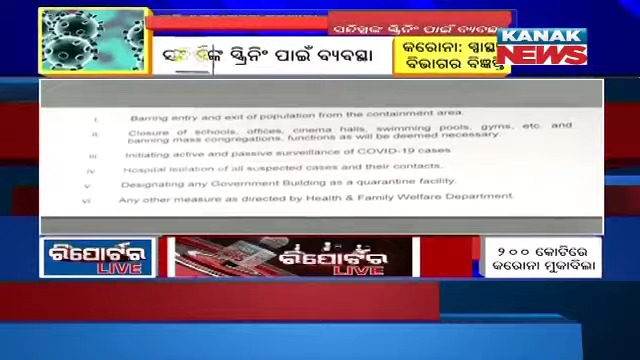 ସନ୍ଦିଗ୍ଧଙ୍କ ସ୍କ୍ରିନିଂ ପାଇଁ ବ୍ୟବସ୍ଥା
ସ୍କ୍ରିନିଂ ପାଇଁ ବ୍ୟବସ୍ଥା
କରୋନା: ସ୍ୱାସ୍ଥ୍ୟ
ବିଭାଗର ବିଜ୍ଞପ୍ତି
KANAK
NEWS
i. Barring entry and exit of population from the containment area.
ii. Closure of schools, offices, cinema halls, swimming pools, gyms, etc. and
banning mass congregations, functions as will be deemed necessary.
iii. Initiating active and passive surveillance of COVID-19 cases
iv Hospital isolation of all suspected cases and their contacts.
v. Designating any Government Building as a quarantine facility.
vi Any other measure as directed by Health & Family Welfare Department.
ରିପୋର୍ଟର
LIVE
ରିପୋର୍ଟର
LIVE
୨୦୦ କୋଟିରେ
କରୋନା ମୁକାବିଲା